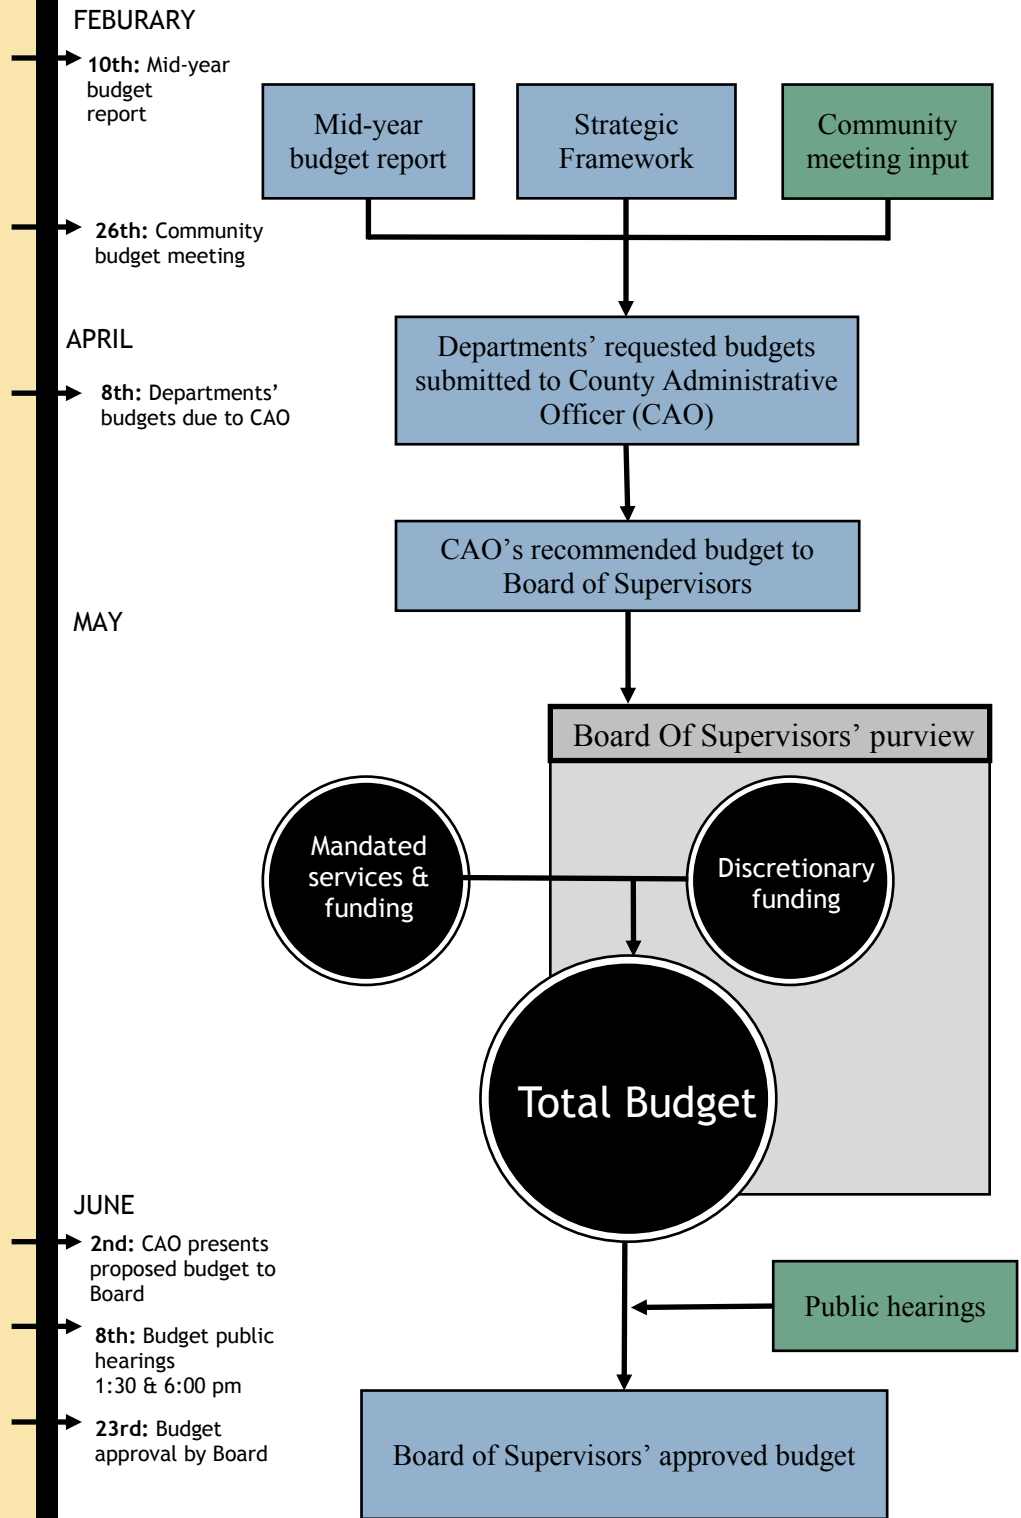 FEBURARY
10th: Mid-year
budget
report
26th: Community
budget meeting
Mid-year
budget report
Strategic
Framework
Community
meeting input
APRIL
8th: Departments’
budgets due to CAO
Departments’ requested budgets
submitted to County Administrative
Officer (CAO)
CAO’s recommended budget to
Board of Supervisors
MAY
Board Of Supervisors’ purview
Mandated
services &
funding
Discretionary
funding
Total Budget
JUNE
2nd: CAO presents
proposed budget to
Board
8th: Budget public
hearings
1:30 & 6:00 pm
23rd: Budget
approval by Board
Public hearings
Board of Supervisors’ approved budget